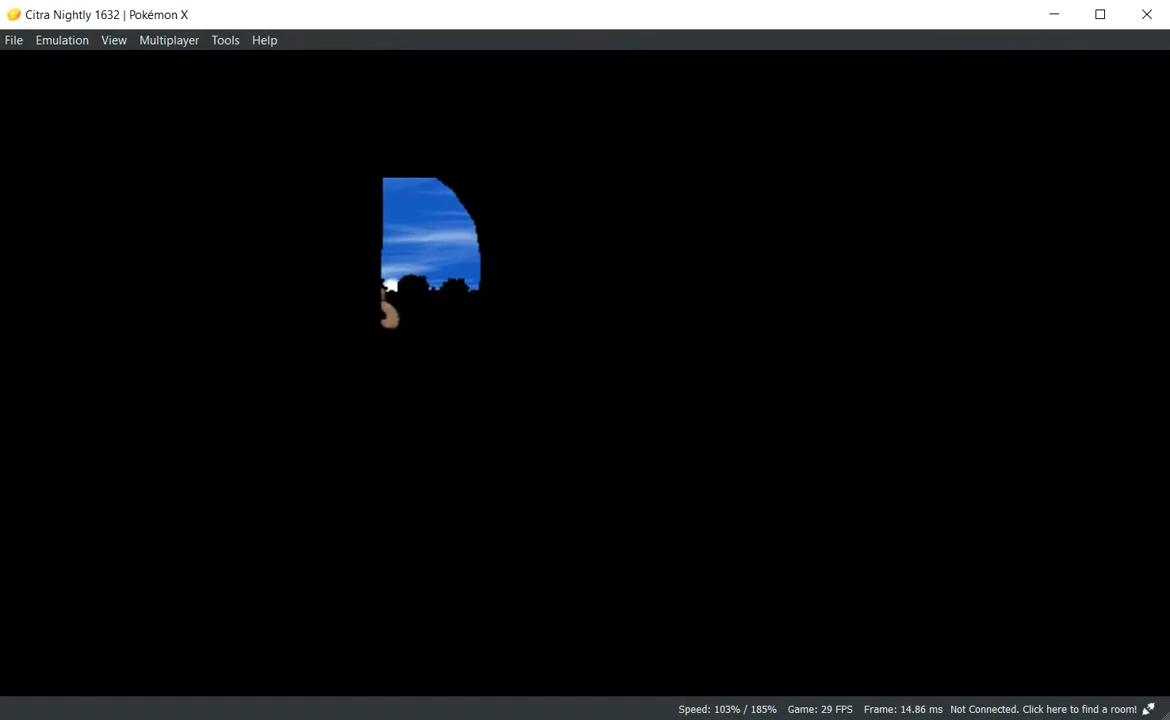 Citra Nightly 1632 | Pokémon X
File Emulation View Multiplayer Tools Help
Speed: 103% / 185% Game: 29 FPS Frame: 14.86 ms Not Connected. Click here to find a room!